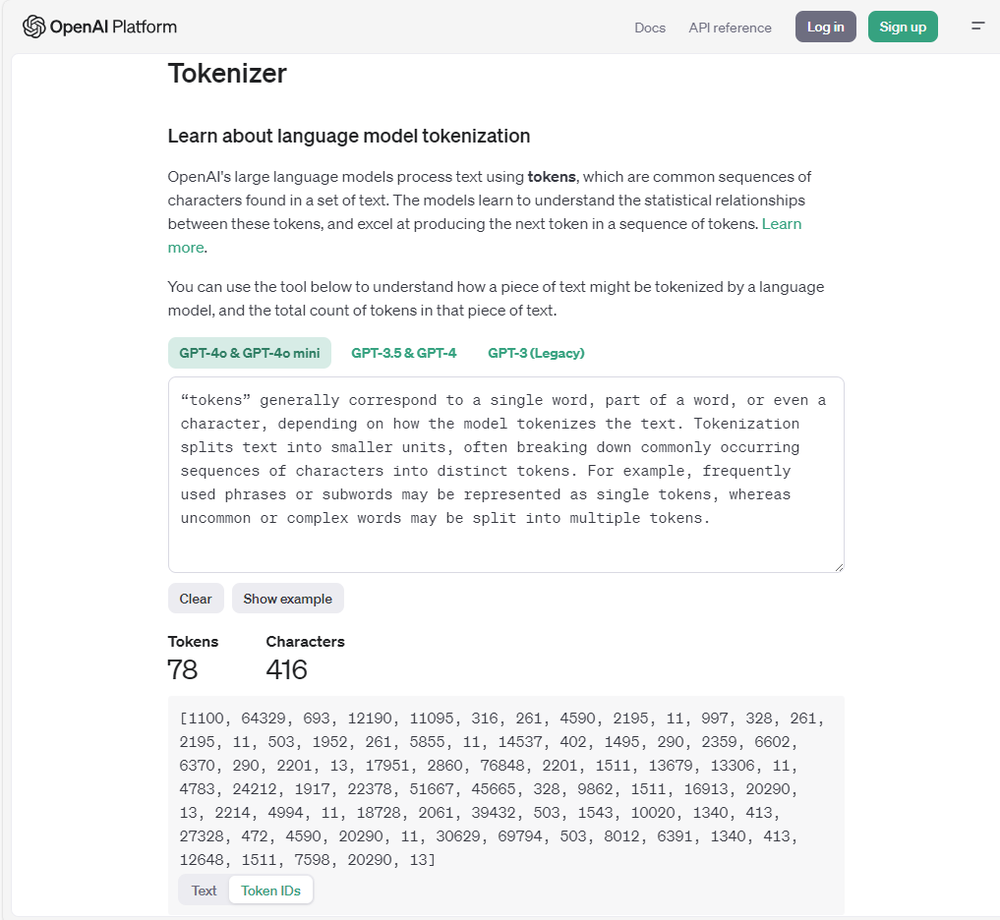 OpenAI Platform
Docs API reference Log in Sign up
Tokenizer
Learn about language model tokenization
OpenAI's large language models process text using tokens, which are common sequences of
characters found in a set of text. The models learn to understand the statistical relationships
between these tokens, and excel at producing the next token in a sequence of tokens. Learn
more.
You can use the tool below to understand how a piece of text might be tokenized by a language
model, and the total count of tokens in that piece of text.
GPT-4o & GPT-4o mini GPT-3.5 & GPT-4 GPT-3 (Legacy)
“tokens” generally correspond to a single word, part of a word, or even a
character, depending on how the model tokenizes the text. Tokenization
splits text into smaller units, often breaking down commonly occurring
sequences of characters into distinct tokens. For example, frequently
used phrases or subwords may be represented as single tokens, whereas
uncommon or complex words may be split into multiple tokens.
Clear Show example
Tokens Characters
78 416
[1100, 64329, 693, 12190, 11095, 316, 261, 4590, 2195, 11, 997, 328, 261,
2195, 11, 503, 1952, 261, 5855, 11, 14537, 402, 1495, 290, 2359, 6602,
6370, 290, 2201, 13, 17951, 2860, 76848, 2201, 1511, 13679, 13306, 11,
4783, 24212, 1917, 22378, 51667, 45665, 328, 9862, 1511, 16913, 20290,
13, 2214, 4994, 11, 18728, 2061, 39432, 503, 1543, 10020, 1340, 413,
27328, 472, 4590, 20290, 11, 30629, 69794, 503, 8012, 6391, 1340, 413,
12648, 1511, 7598, 20290, 13]
Text Token IDs